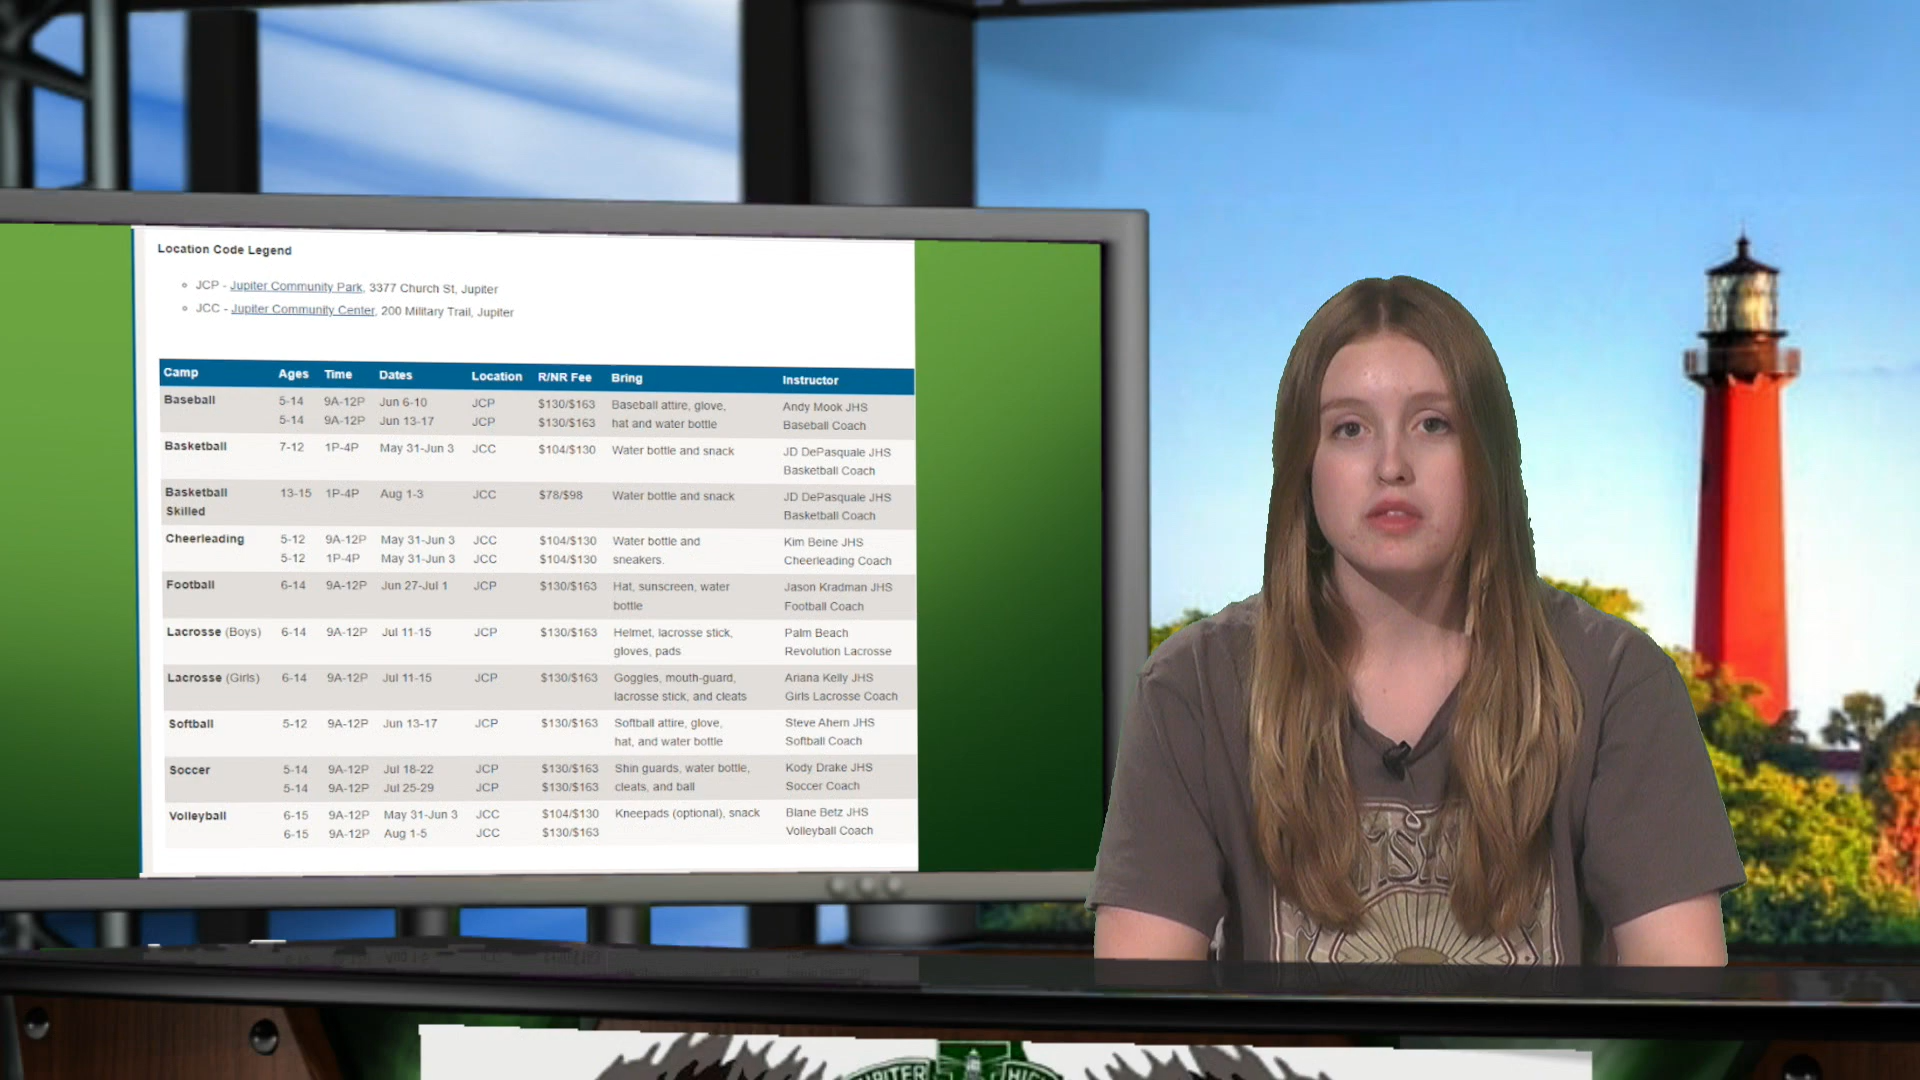 Location Code Legend
JCP - Jupiter Community Park, 3377 Church St, Jupiter
JCC - Jupiter Community Center, 200 Military Trail, Jupiter
Camp Ages Time Dates Location R/NR Fee Bring Instructor
Baseball 5-14 9A-12P Jun 6-10 JCP $130/$163 Baseball attire, glove, Andy Mook JHS
5-14 9A-12P Jun 13-17 JCP $130/$163 hat and water bottle Baseball Coach
Basketball 7-12 1P-4P May 31-Jun 3 JCC $104/$130 Water bottle and snack JD DePasquale JHS
Basketball Coach
Basketball 13-15 1P-4P Aug 1-3 JCC $78/$98 Water bottle and snack JD DePasquale JHS
Skilled Basketball Coach
Cheerleading 5-12 9A-12P May 31-Jun 3 JCC $104/$130 Water bottle and Kim Beine JHS
5-12 1P-4P May 31-Jun 3 JCC $104/$130 sneakers. Cheerleading Coach
Football 6-14 9A-12P Jun 27-Jul 1 JCP $130/$163 Hat, sunscreen, water Jason Kradman JHS
bottle Football Coach
Lacrosse (Boys) 6-14 9A-12P Jul 11-15 JCP $130/$163 Helmet, lacrosse stick, Palm Beach
gloves, pads Revolution Lacrosse
Lacrosse (Girls) 6-14 9A-12P Jul 11-15 JCP $130/$163 Goggles, mouth-guard, Ariana Kelly JHS
lacrosse stick, and cleats Girls Lacrosse Coach
Softball 5-12 9A-12P Jun 13-17 JCP $130/$163 Softball attire, glove, Steve Ahern JHS
hat, and water bottle Softball Coach
Soccer 5-14 9A-12P Jul 18-22 JCP $130/$163 Shin guards, water bottle, Kody Drake JHS
5-14 9A-12P Jul 25-29 JCP $130/$163 cleats, and ball Soccer Coach
Volleyball 6-15 9A-12P May 31-Jun 3 JCC $104/$130 Kneepads (optional), snack Blane Betz JHS
6-15 9A-12P Aug 1-5 JCC $130/$163 Volleyball Coach